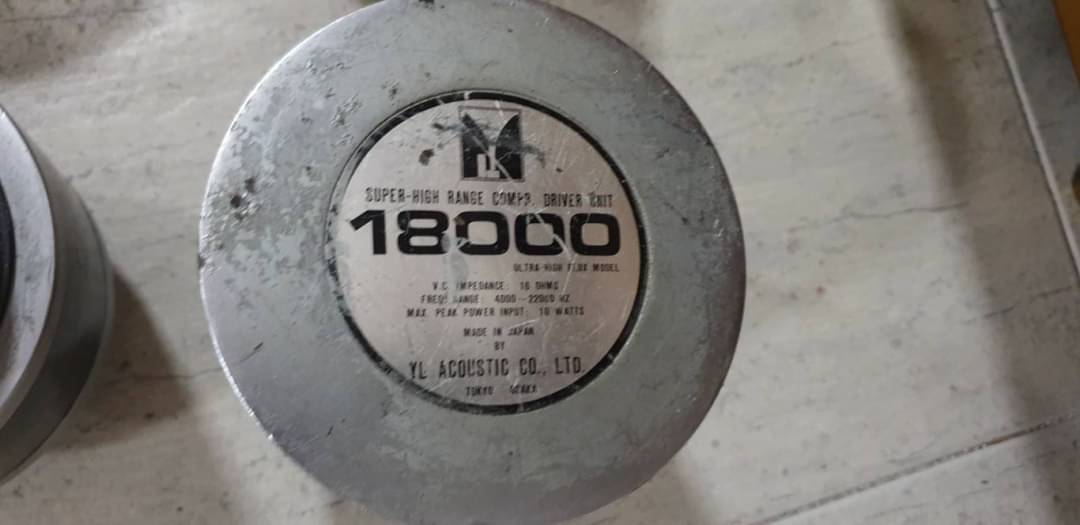 SUPER-HIGH RANGE COMPR. DRIVER UNIT
18000
ULTRA-HIGH FLUX MODEL
V.C. IMPEDANCE: 16 OHMS
FREQ. RANGE: 4000-22000 HZ
MAX. PEAK POWER INPUT: 10 WATTS
MADE IN JAPAN
BY
YL ACOUSTIC CO., LTD.
TOKYO OSAKA